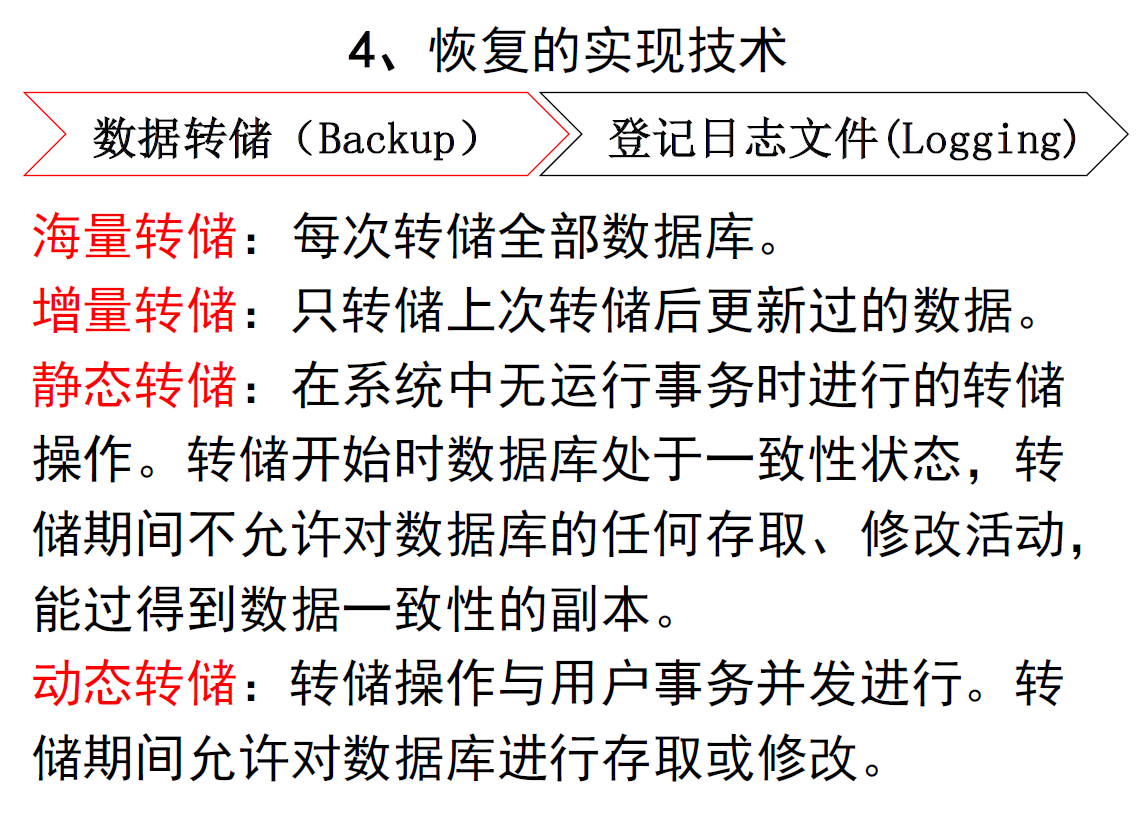 4、恢复的实现技术
数据转储（Backup）
登记日志文件(Logging)
海量转储：每次转储全部数据库。
增量转储：只转储上次转储后更新过的数据。
静态转储：在系统中无运行事务时进行的转储
操作。转储开始时数据库处于一致性状态，转
储期间不允许对数据库的任何存取、修改活动，
能过得到数据一致性的副本。
动态转储：转储操作与用户事务并发进行。转
储期间允许对数据库进行存取或修改。